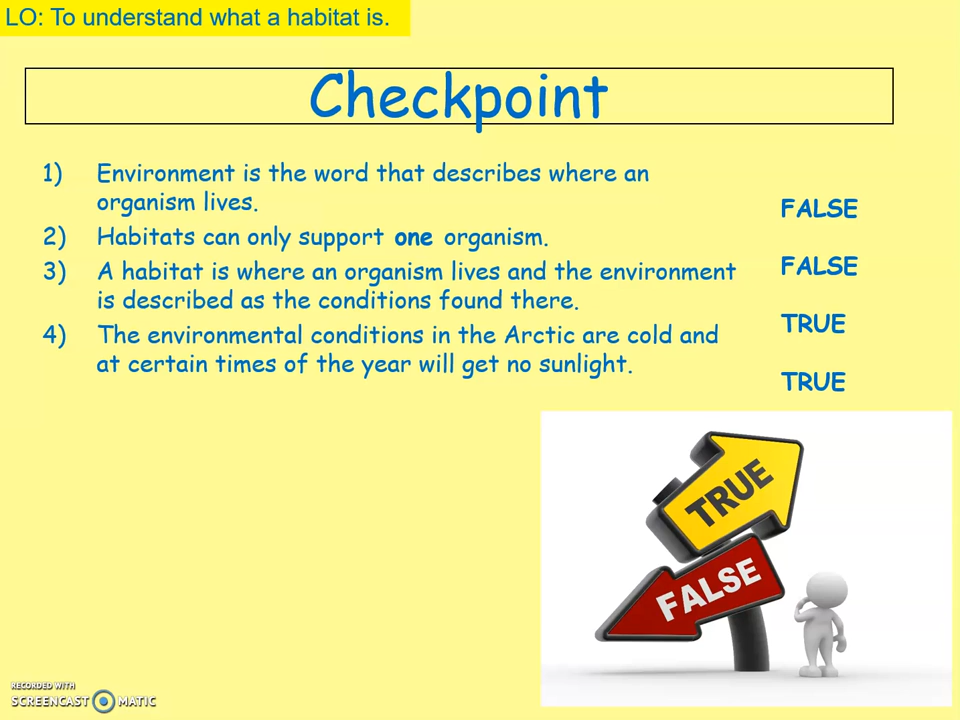 LO: To understand what a habitat is.
Checkpoint
1) Environment is the word that describes where an
organism lives.
2) Habitats can only support one organism.
3) A habitat is where an organism lives and the environment
is described as the conditions found there.
4) The environmental conditions in the Arctic are cold and
at certain times of the year will get no sunlight.
FALSE
FALSE
TRUE
TRUE
TRUE
FALSE
RECORDED WITH
SCREENCAST MATIC